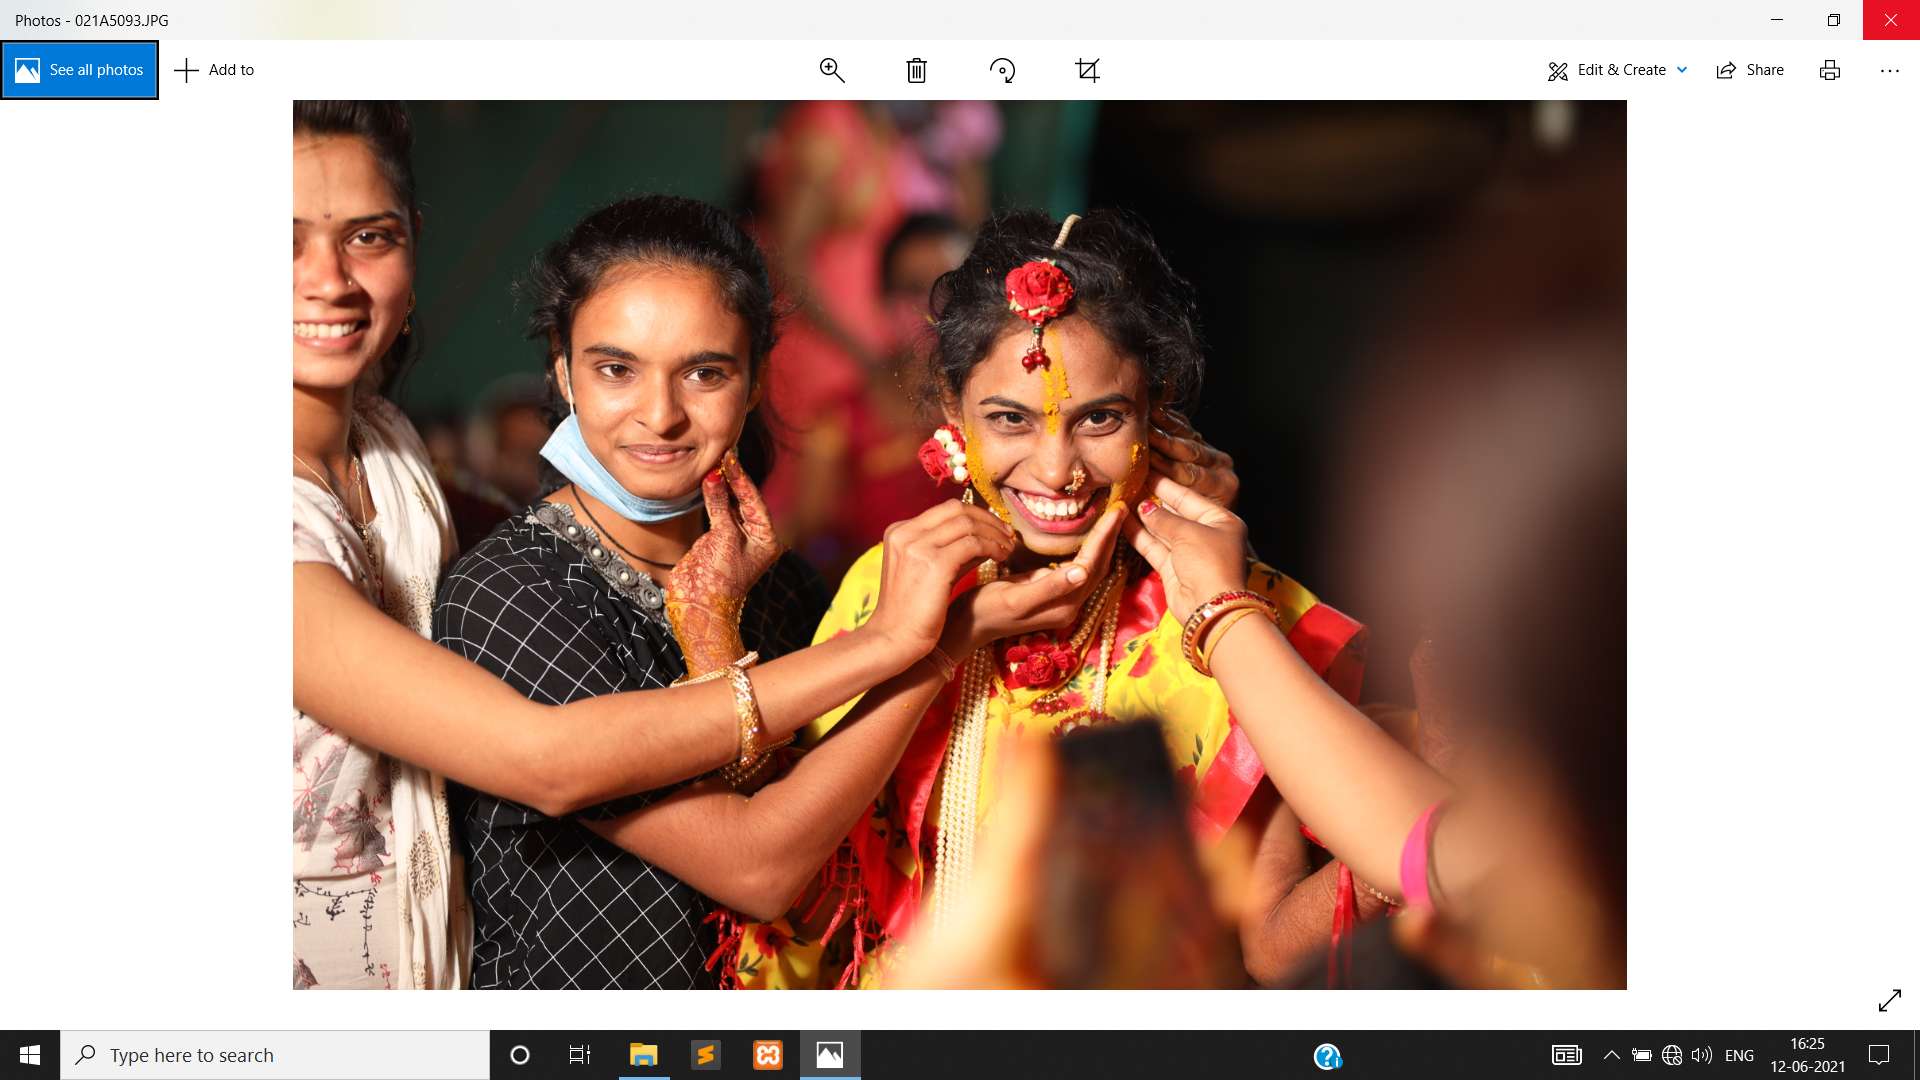 Photos - 021A5093.JPG
See all photos
Add to
Edit & Create
Share
Type here to search
ENG
16:25
12-06-2021